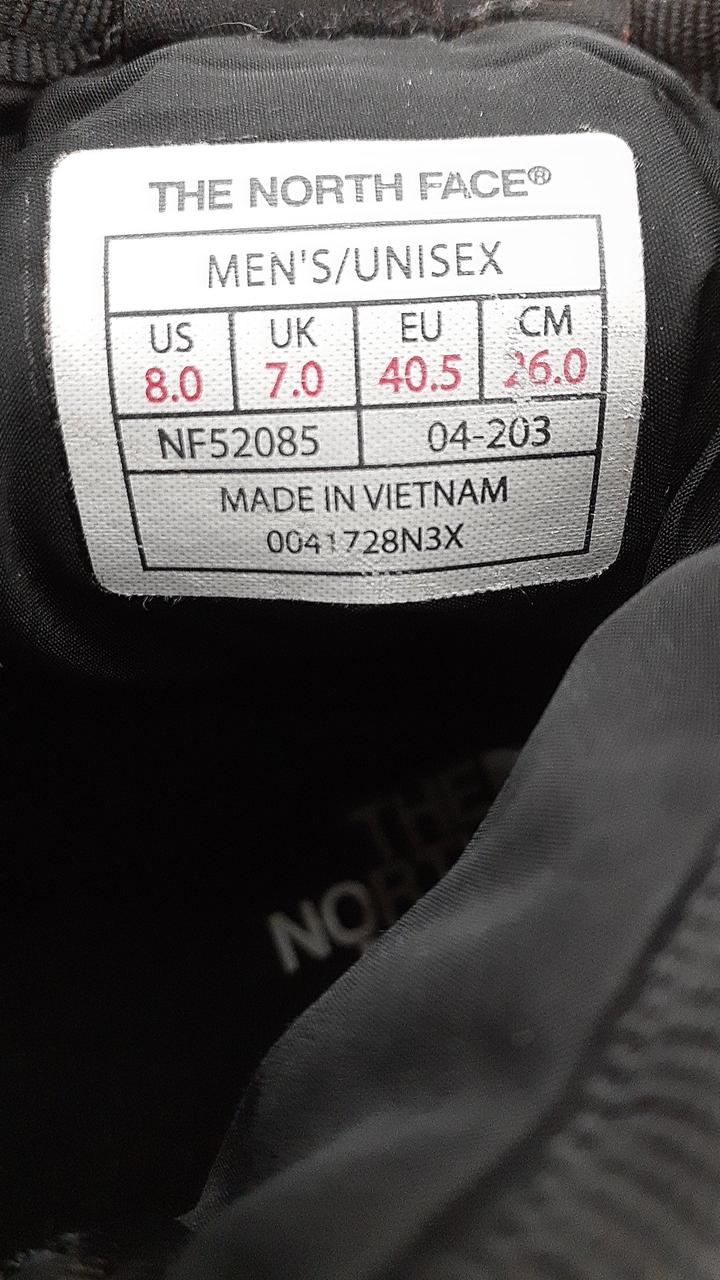 THE NORTH FACE®
MEN'S/UNISEX
US UK EU CM
8.0 7.0 40.5 26.0
NF52085 04-203
MADE IN VIETNAM
0041728N3X
THE
NORT